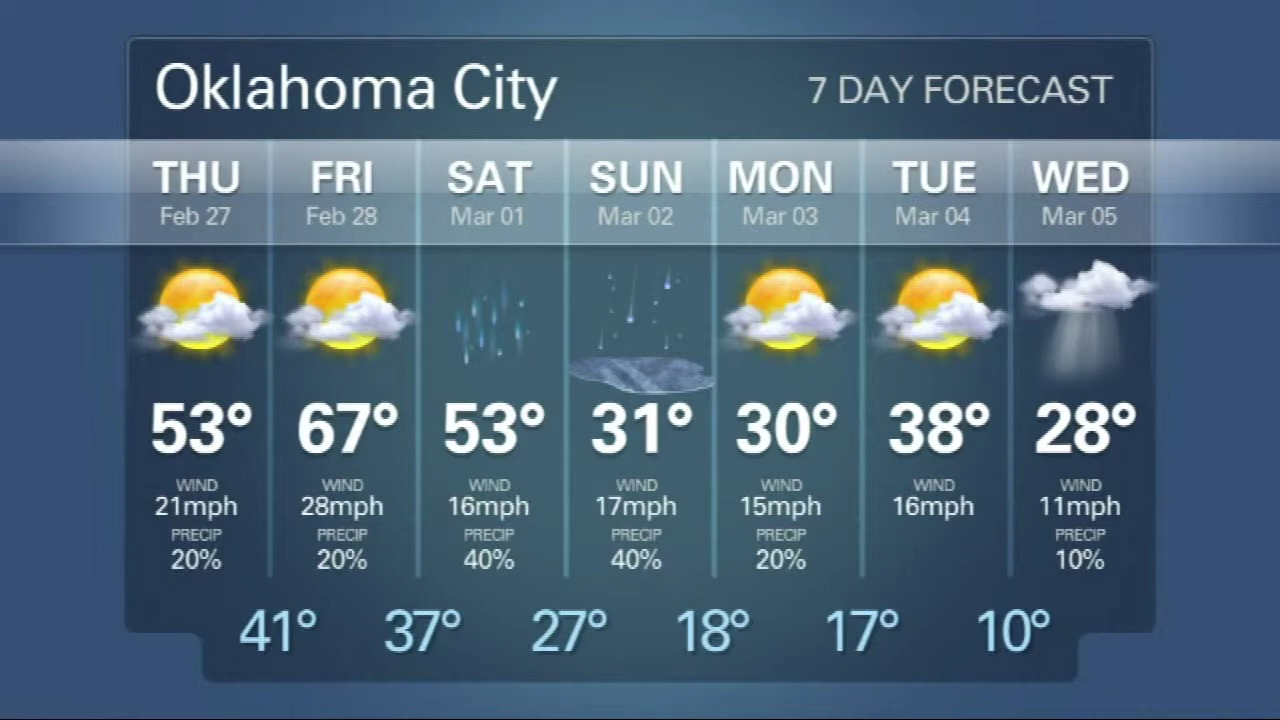 Oklahoma City
7 DAY FORECAST
THU FRI SAT SUN MON TUE WED
Feb 27 Feb 28 Mar 01 Mar 02 Mar 03 Mar 04 Mar 05
53° 67° 53° 31° 30° 38° 28°
WIND WIND WIND WIND WIND WIND WIND
21mph 28mph 16mph 17mph 15mph 16mph 11mph
PRECIP PRECIP PRECIP PRECIP PRECIP PRECIP
20% 20% 40% 40% 20% 10%
41° 37° 27° 18° 17° 10°